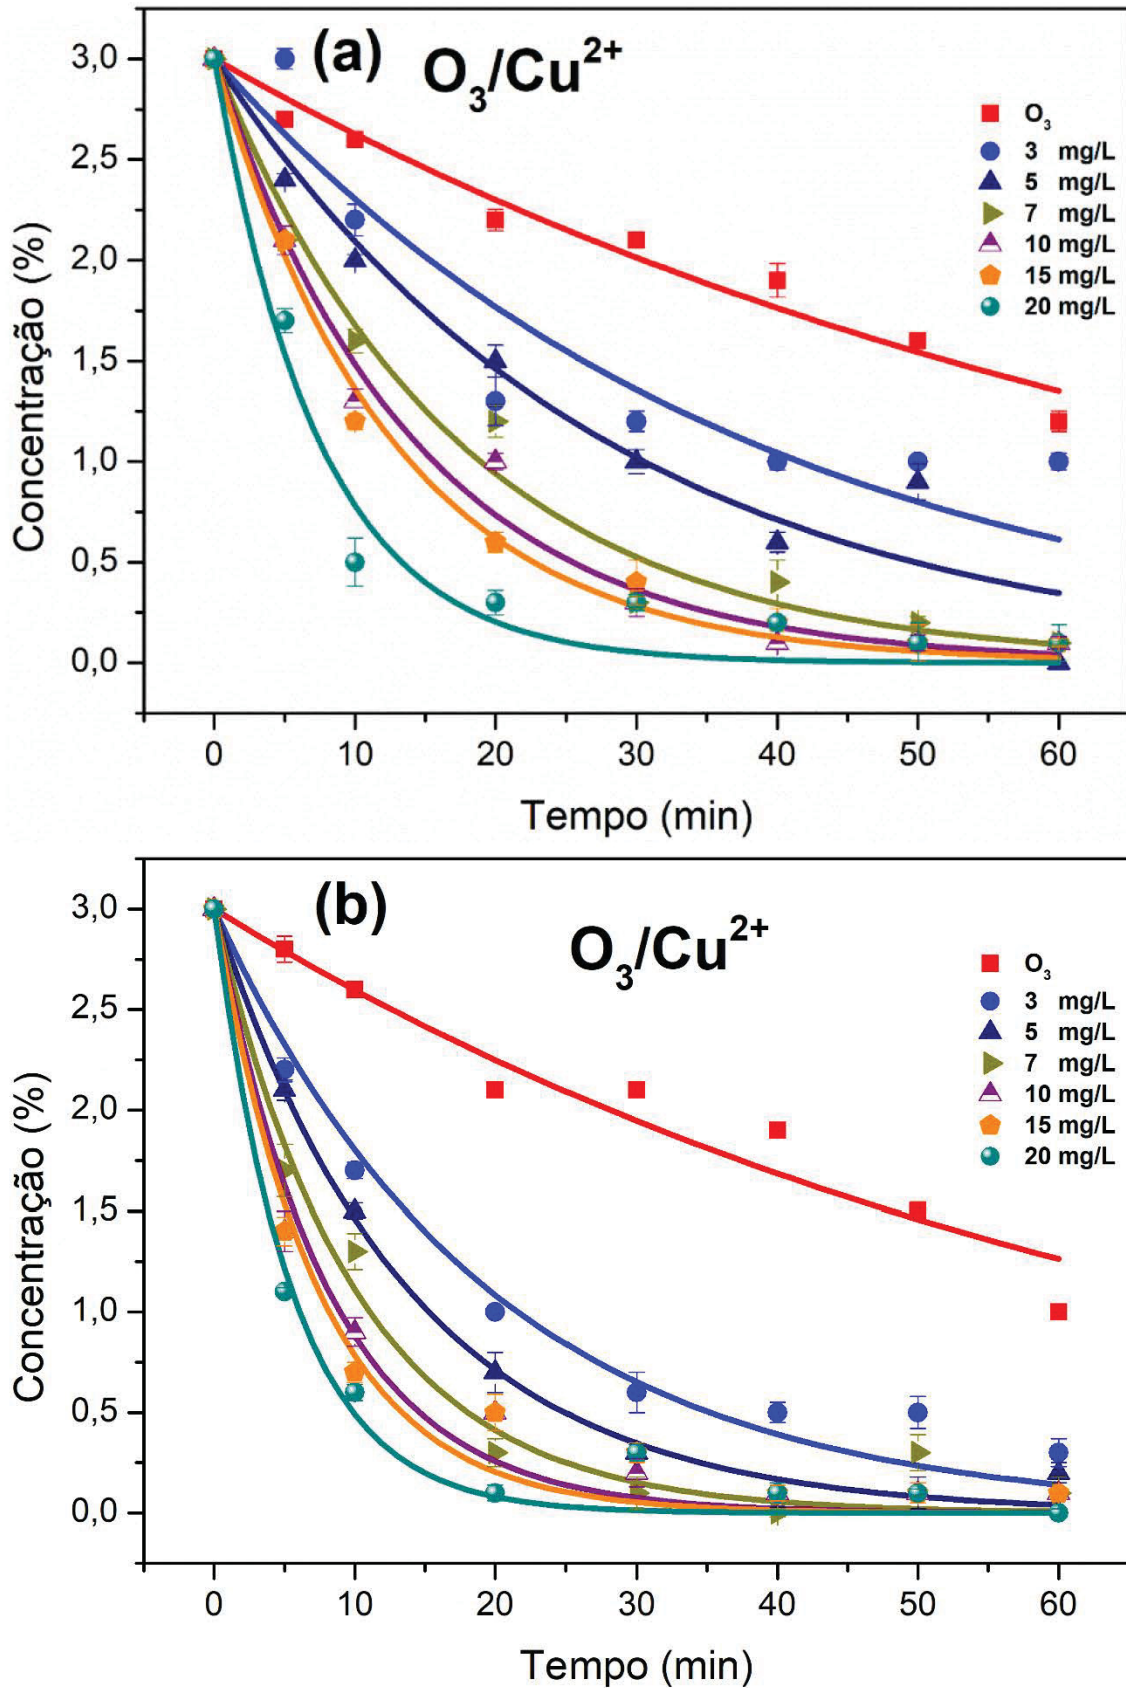 (a)
O₃/Cu²⁺
Concentração (%)
3,0
2,5
2,0
1,5
1,0
0,5
0,0
O₃
3 mg/L
5 mg/L
7 mg/L
10 mg/L
15 mg/L
20 mg/L
0 10 20 30 40 50 60
Tempo (min)
(b)
O₃/Cu²⁺
Concentração (%)
3,0
2,5
2,0
1,5
1,0
0,5
0,0
O₃
3 mg/L
5 mg/L
7 mg/L
10 mg/L
15 mg/L
20 mg/L
0 10 20 30 40 50 60
Tempo (min)